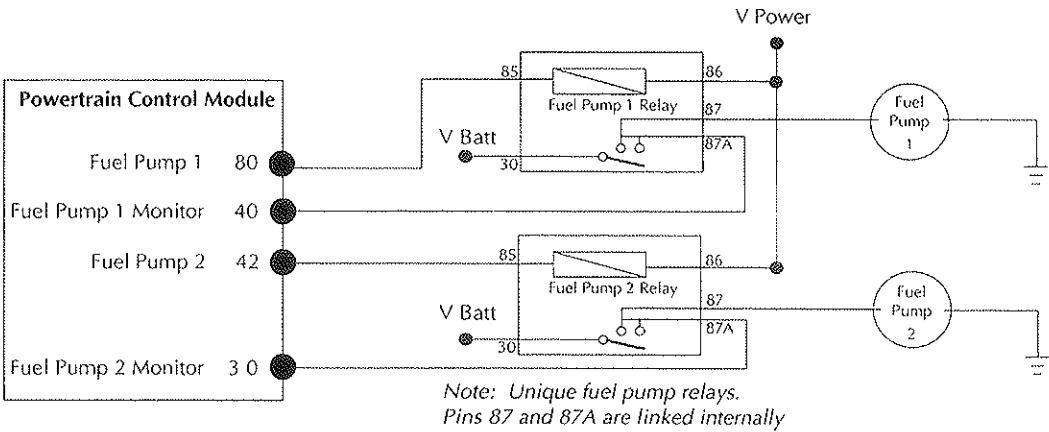 V Power
Powertrain Control Module
85
86
Fuel Pump 1 Relay
87
87A
V Batt
30
Fuel Pump 1
Fuel Pump 1 80
Fuel Pump 1 Monitor 40
Fuel Pump 2 42
85
86
Fuel Pump 2 Relay
87
87A
V Batt
30
Fuel Pump 2
Fuel Pump 2 Monitor 3 0
Note: Unique fuel pump relays.
Pins 87 and 87A are linked internally